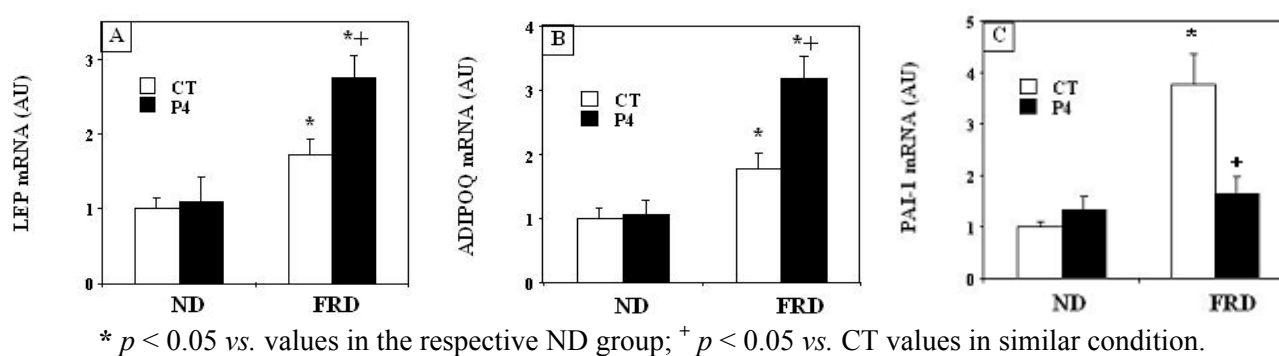 A
LEP mRNA (AU)
3
2
1
0
CT
P4
*
*+
ND
FRD
B
ADIPOQ mRNA (AU)
4
3
2
1
0
CT
P4
*
*+
ND
FRD
C
PAI-1 mRNA (AU)
5
4
3
2
1
0
CT
P4
*
+
ND
FRD
* p < 0.05 vs. values in the respective ND group; + p < 0.05 vs. CT values in similar condition.